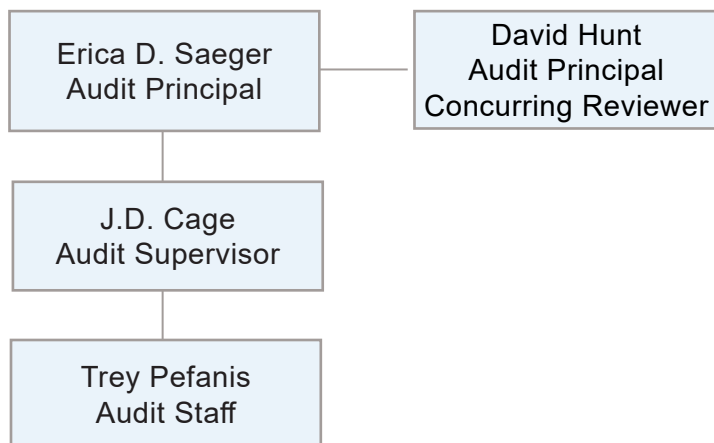 Erica D. Saeger
Audit Principal
David Hunt
Audit Principal
Concurring Reviewer
J.D. Cage
Audit Supervisor
Trey Pefanis
Audit Staff